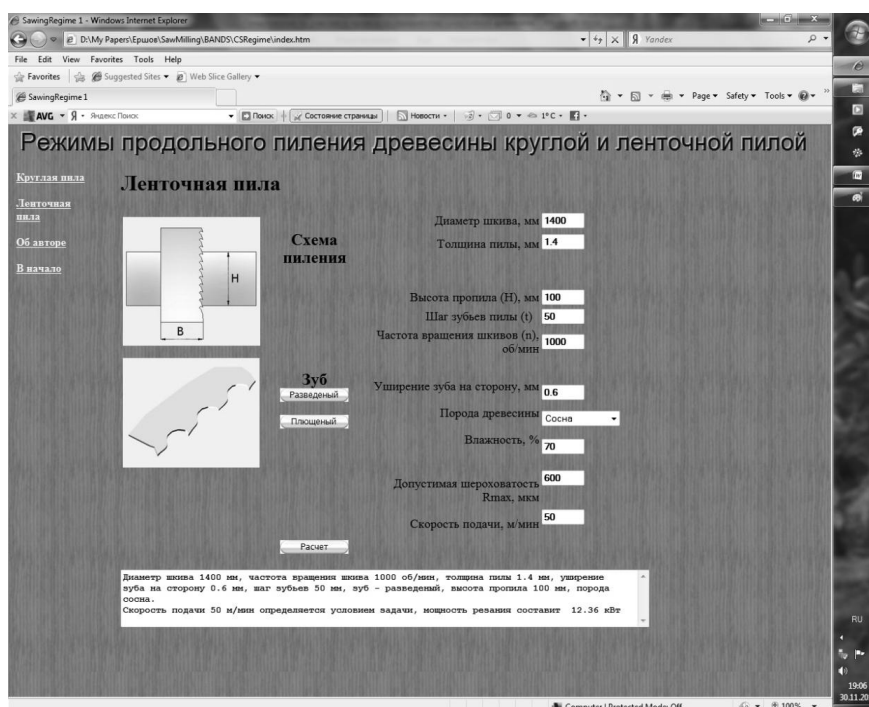 SawingRegime 1 - Windows Internet Explorer
D:\My Papers\Ершов\SawMilling\BANDS\CSRegime\index.htm
Яндекс
File Edit View Favorites Tools Help
Favorites Suggested Sites Web Slice Gallery
SawingRegime 1
Page Safety Tools
AVG Яндекс Поиск Поиск Состояние страницы Новости 0 1°C
Режимы продольного пиления древесины круглой и ленточной пилой
Круглая пила
Ленточная
пила
Об авторе
В начало
Ленточная пила
H
B
Схема
пиления
Диаметр шкива, мм 1400
Толщина пилы, мм 1.4
Высота пропила (H), мм 100
Шаг зубьев пилы (t) 50
Частота вращения шкивов (n),
об/мин 1000
Зуб
Разведеный
Плющеный
Уширение зуба на сторону, мм 0.6
Порода древесины Сосна
Влажность, % 70
Допустимая шероховатость 600
Rmax, мкм
Скорость подачи, м/мин 50
Расчет
Диаметр шкива 1400 мм, частота вращения шкива 1000 об/мин, толщина пилы 1.4 мм, уширение
зуба на сторону 0.6 мм, шаг зубьев 50 мм, зуб - разведеный, высота пропила 100 мм, порода
сосна.
Скорость подачи 50 м/мин определяется условием задачи, мощность резания составит 12.36 кВт
Computer | Protected Mode: Off 100%
RU
19:06
30.11.20